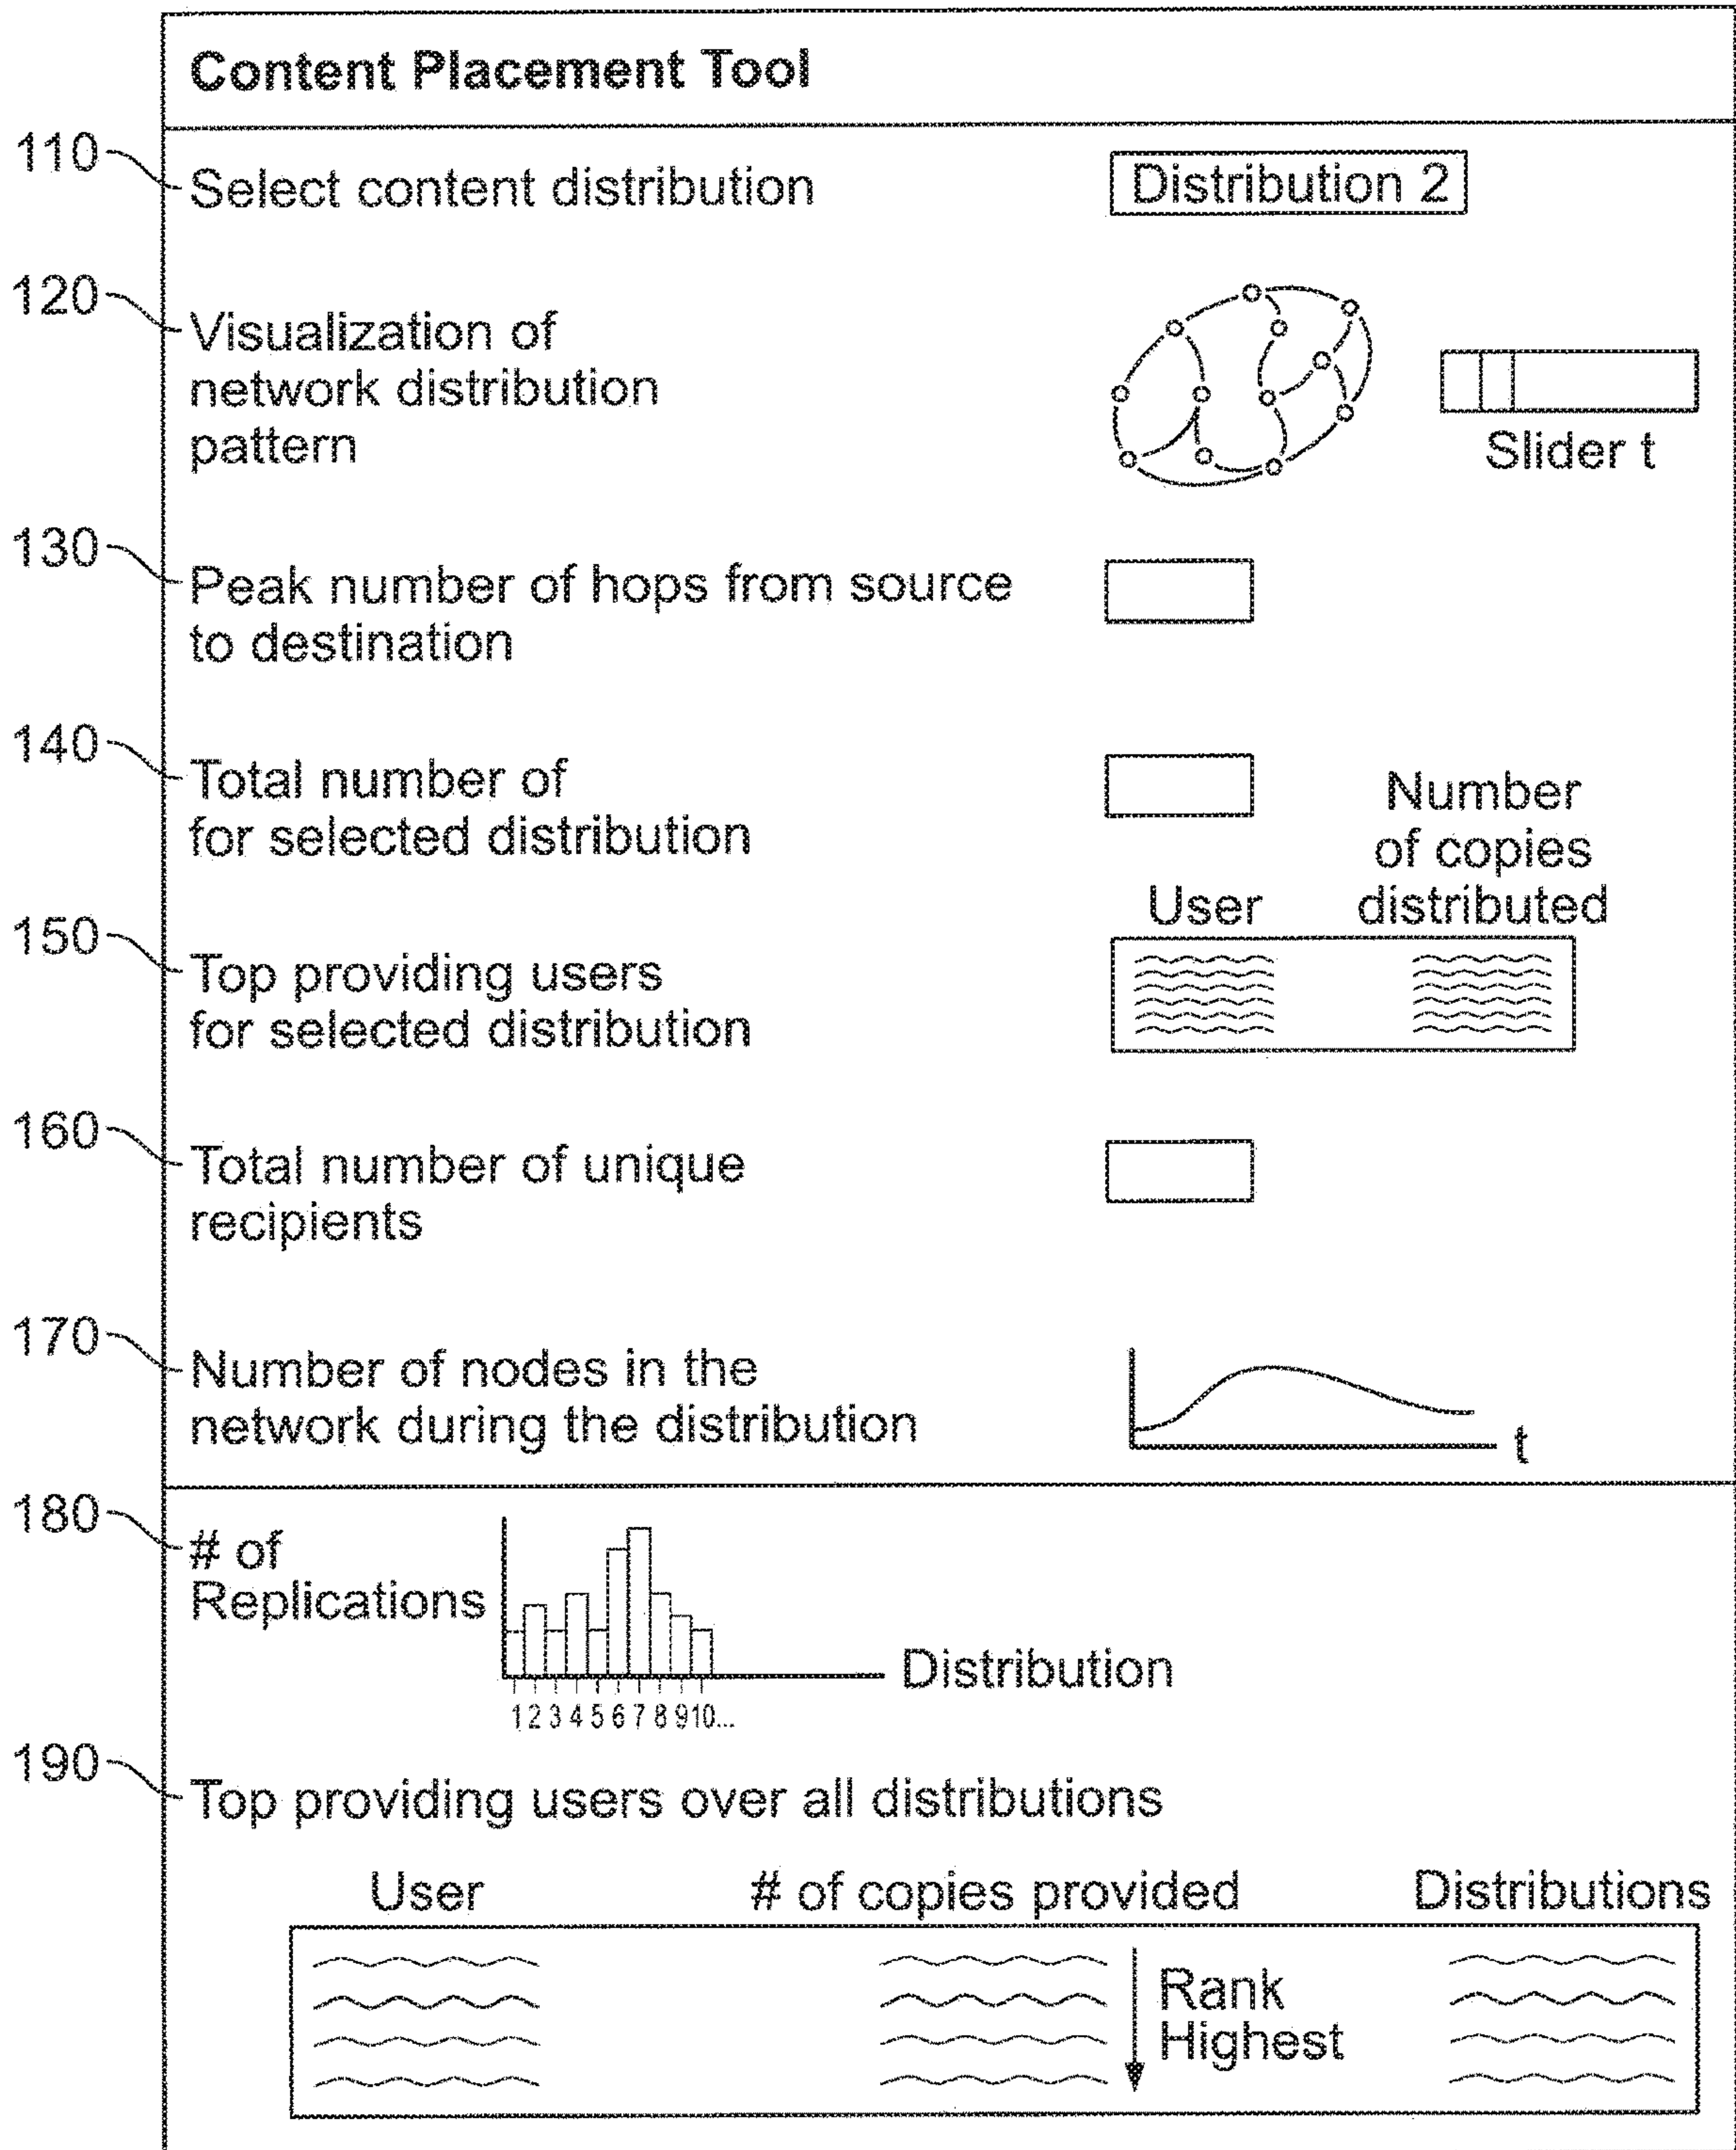 Content Placement Tool
110
Select content distribution
Distribution 2
120
Visualization of
network distribution
pattern
Slider t
130
Peak number of hops from source
to destination
140
Total number of
for selected distribution
Number
of copies
User distributed
150
Top providing users
for selected distribution
160
Total number of unique
recipients
170
Number of nodes in the
network during the distribution
t
180
# of
Replications
Distribution
1 2 3 4 5 6 7 8 9 10...
190
Top providing users over all distributions
User # of copies provided Distributions
Rank
Highest